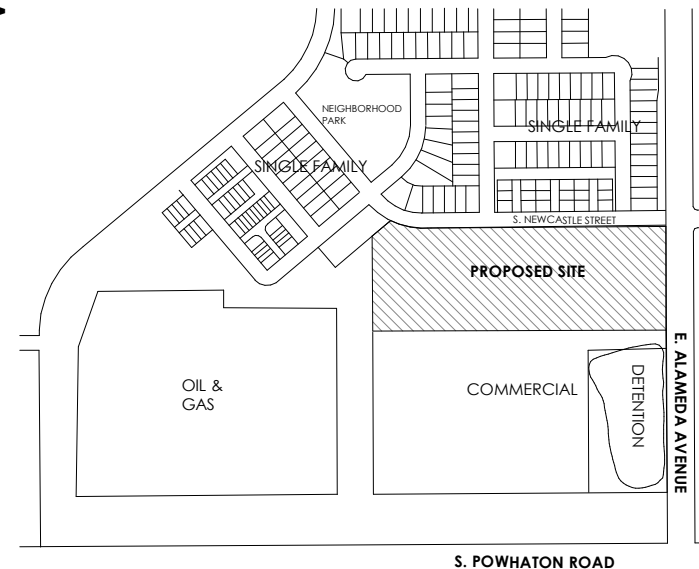 NEIGHBORHOOD
PARK
SINGLE FAMILY
SINGLE FAMILY
S. NEWCASTLE STREET
PROPOSED SITE
OIL &
GAS
COMMERCIAL
DETENTION
E. ALAMEDA AVENUE
S. POWHATON ROAD